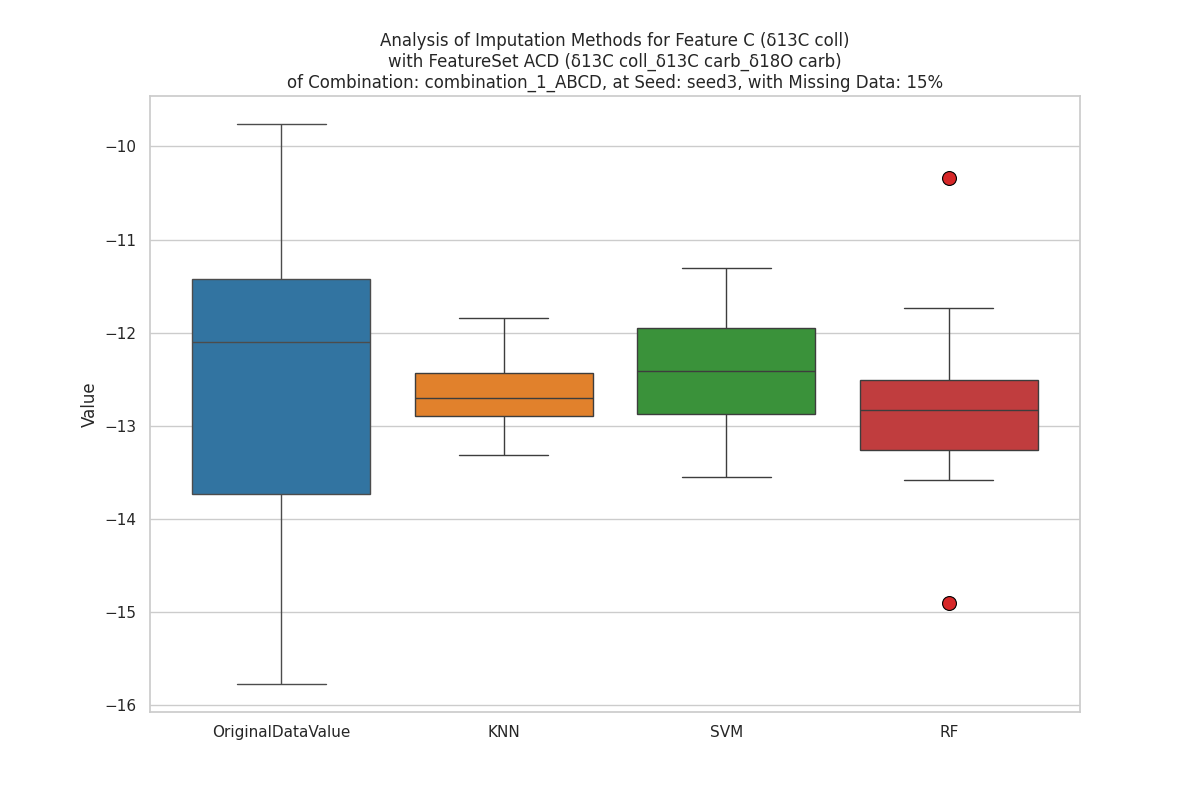 Analysis of Imputation Methods for Feature C (δ13C coll)
with FeatureSet ACD (δ13C coll_δ13C carb_δ18O carb)
of Combination: combination_1_ABCD, at Seed: seed3, with Missing Data: 15%
Value
−10
−11
−12
−13
−14
−15
−16
OriginalDataValue
KNN
SVM
RF